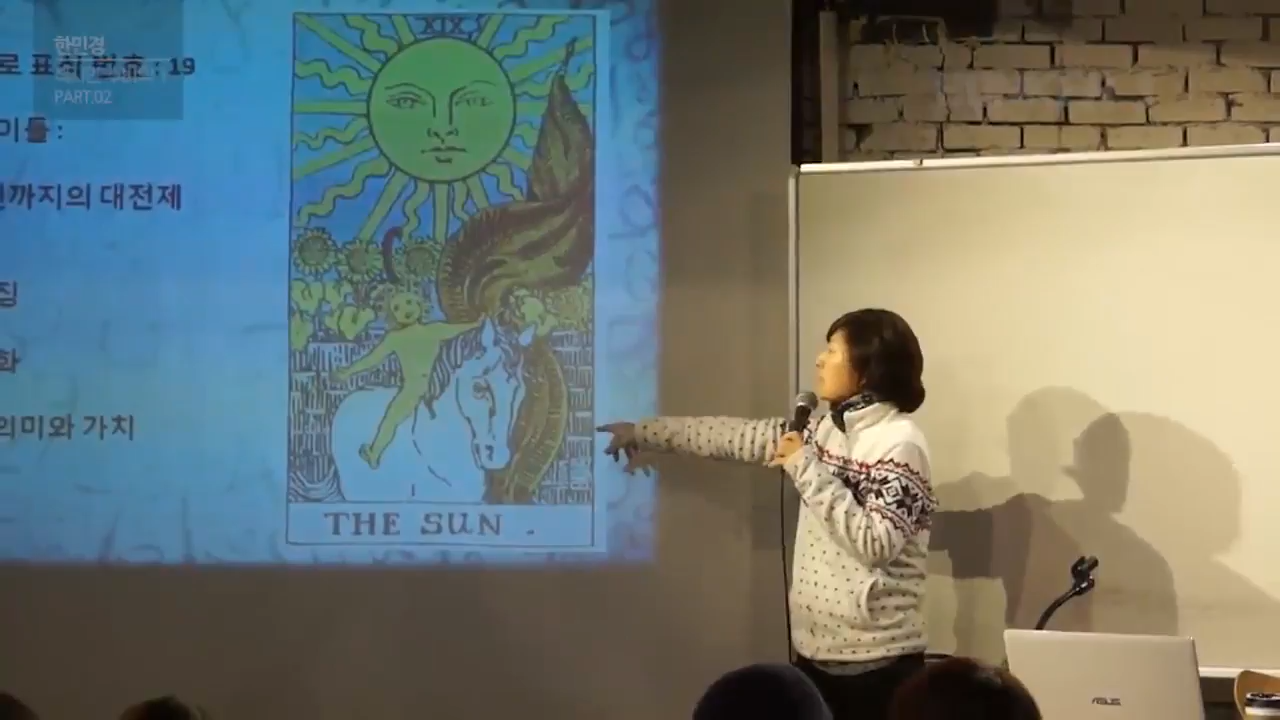 한민경
PART.02
로 표식 번호 : 19
미들 :
까지의 대전제
징
화
의미와 가치
XIX
THE SUN .
ASUS